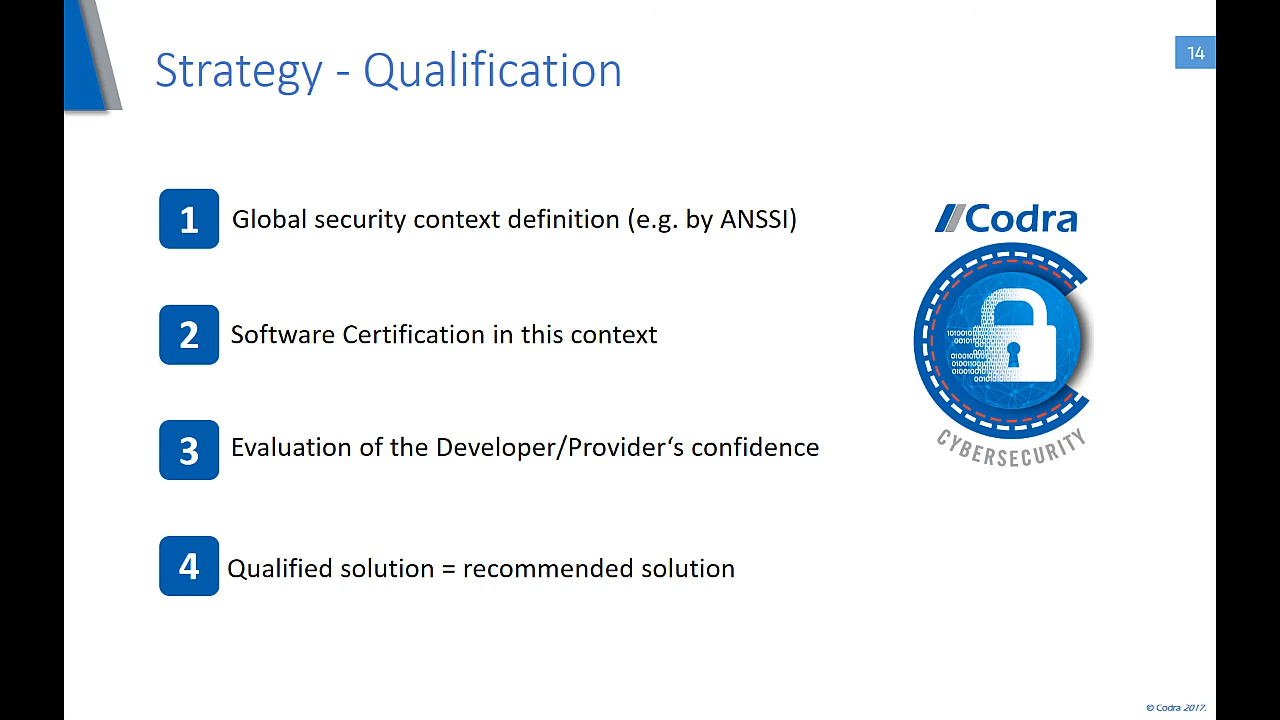 Strategy - Qualification
14
1 Global security context definition (e.g. by ANSSI)
2 Software Certification in this context
3 Evaluation of the Developer/Provider‘s confidence
4 Qualified solution = recommended solution
Codra
CYBERSECURITY
© Codra 2017.